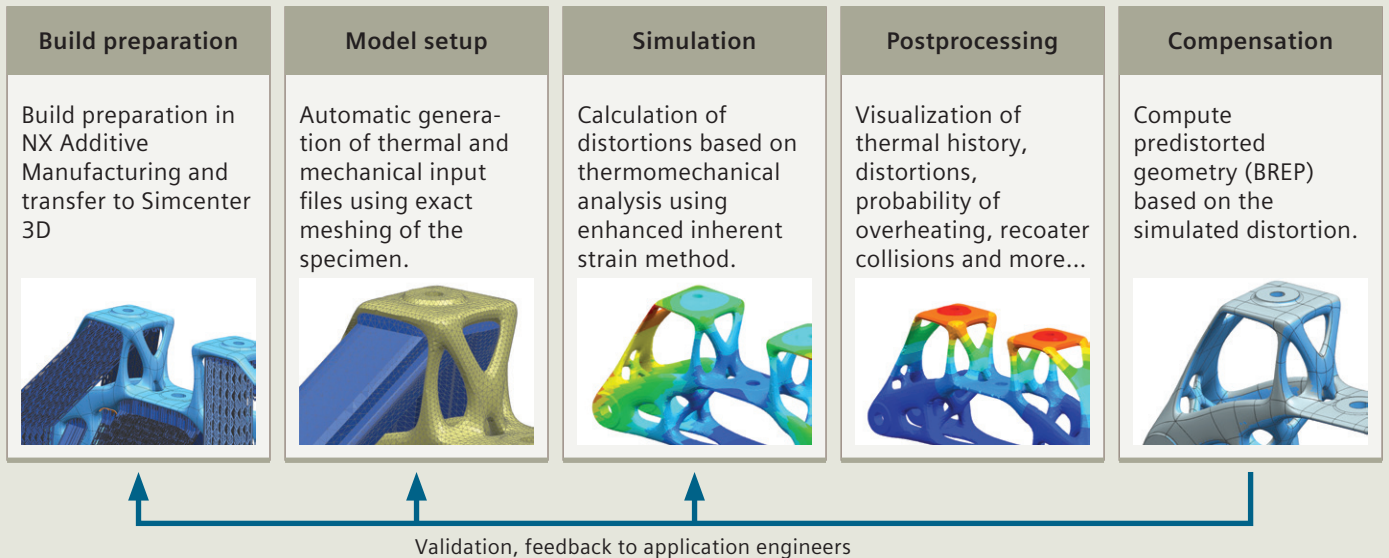 Build preparation
Build preparation in
NX Additive
Manufacturing and
transfer to Simcenter
3D
Model setup
Automatic genera-
tion of thermal and
mechanical input
files using exact
meshing of the
specimen.
Simulation
Calculation of
distortions based on
thermomechanical
analysis using
enhanced inherent
strain method.
Postprocessing
Visualization of
thermal history,
distortions,
probability of
overheating, recoater
collisions and more...
Compensation
Compute
predistorted
geometry (BREP)
based on the
simulated distortion.
Validation, feedback to application engineers